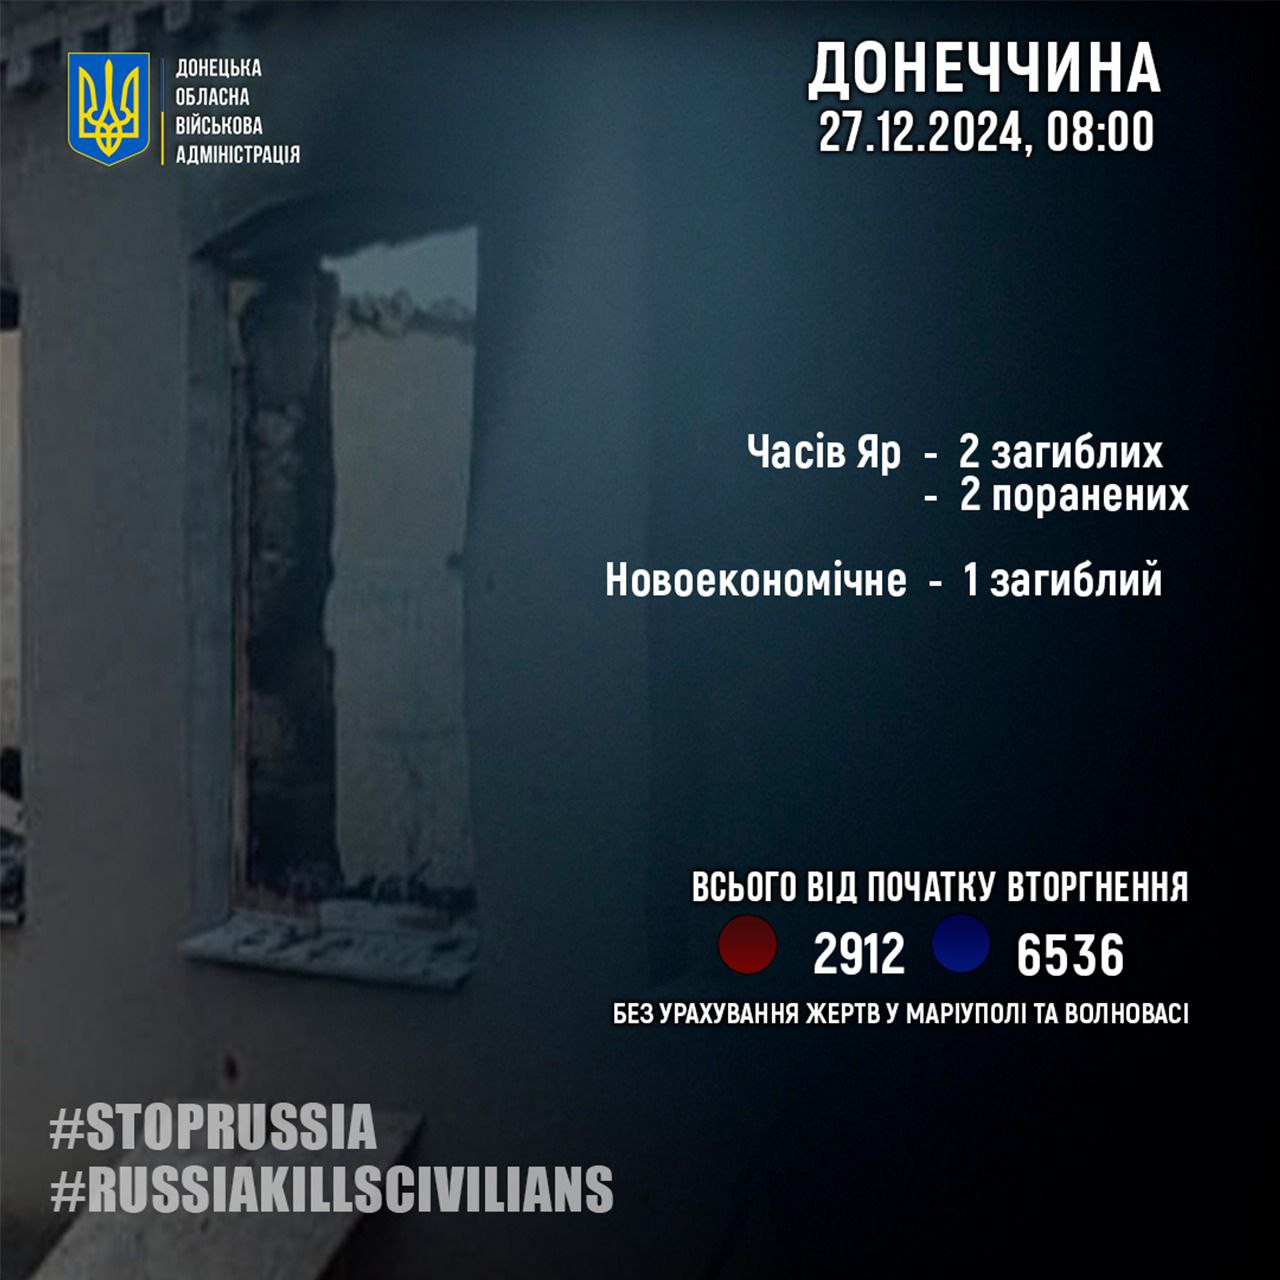 ДОНЕЦЬКА
ОБЛАСНА
ВІЙСЬКОВА
АДМІНІСТРАЦІЯ
ДОНЕЧЧИНА
27.12.2024, 08:00
Часів Яр - 2 загиблих
- 2 поранених
Новоекономічне - 1 загиблий
ВСЬОГО ВІД ПОЧАТКУ ВТОРГНЕННЯ
2912 6536
БЕЗ УРАХУВАННЯ ЖЕРТВ У МАРІУПОЛІ ТА ВОЛНОВАСІ
#STOPRUSSIA
#RUSSIAKILLSCIVILIANS